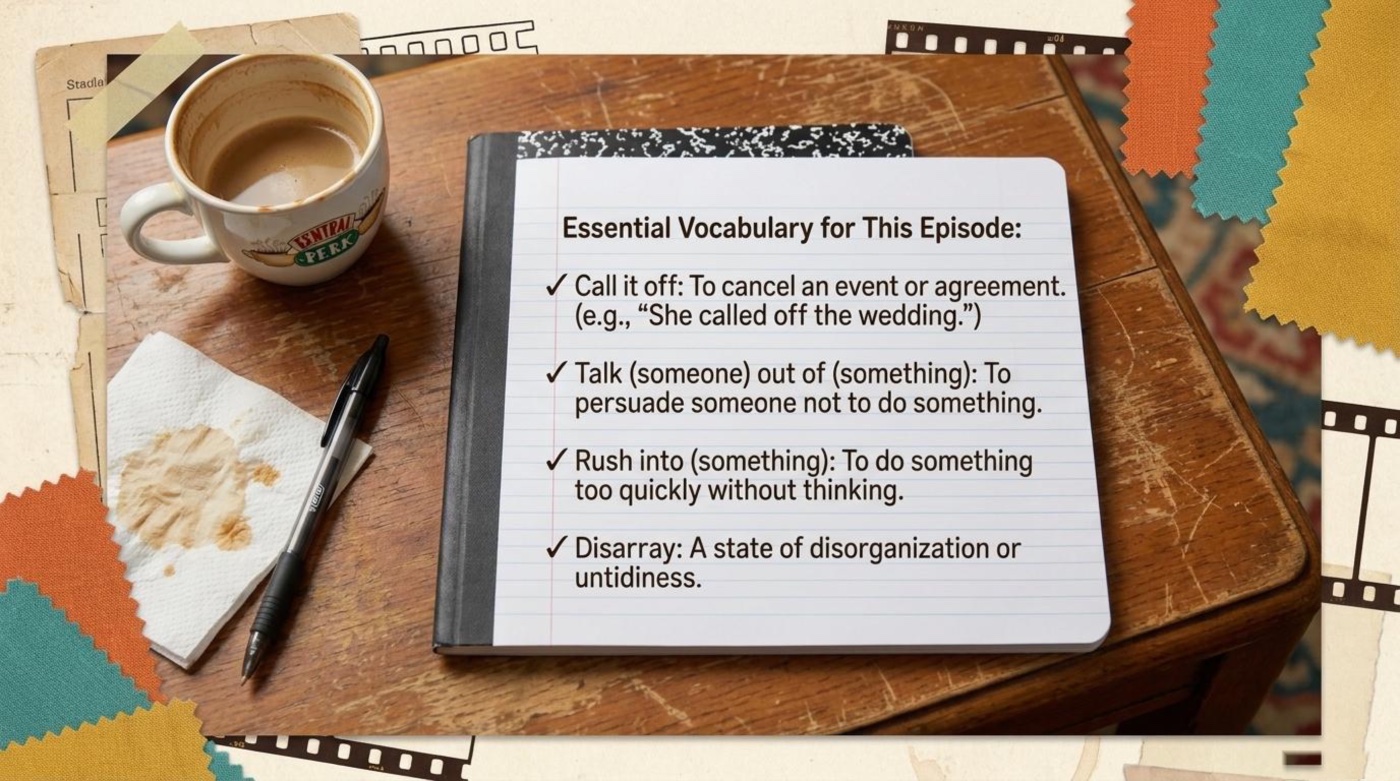 Essential Vocabulary for This Episode:
✓ Call it off: To cancel an event or agreement.
(e.g., “She called off the wedding.”)
✓ Talk (someone) out of (something): To
persuade someone not to do something.
✓ Rush into (something): To do something
too quickly without thinking.
✓ Disarray: A state of disorganization or
untidiness.
PERK